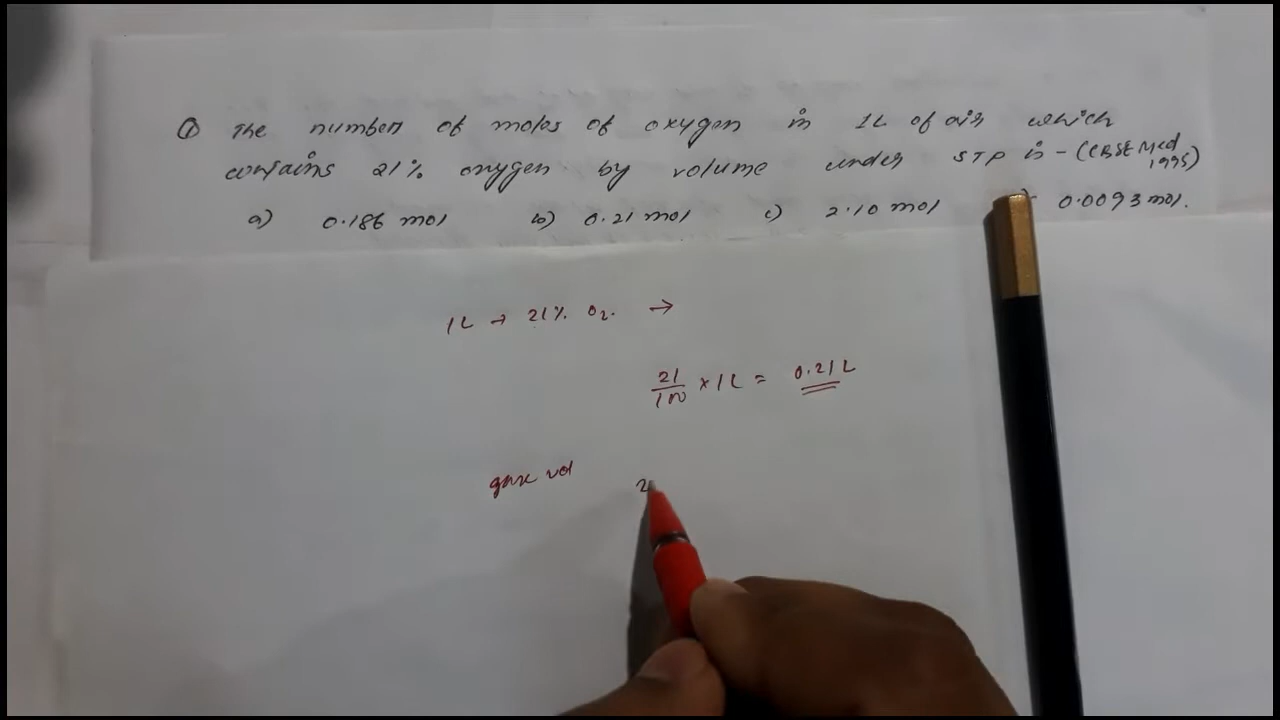 ① The number of moles of oxygen in 1L of air which
contains 21% oxygen by volume under STP is - (CBSE Med 1995)
a) 0.186 mol b) 0.21 mol c) 2.10 mol 0.0093 mol.
1L → 21% O2. →
21/100 × 1L = 0.21L
vol 2